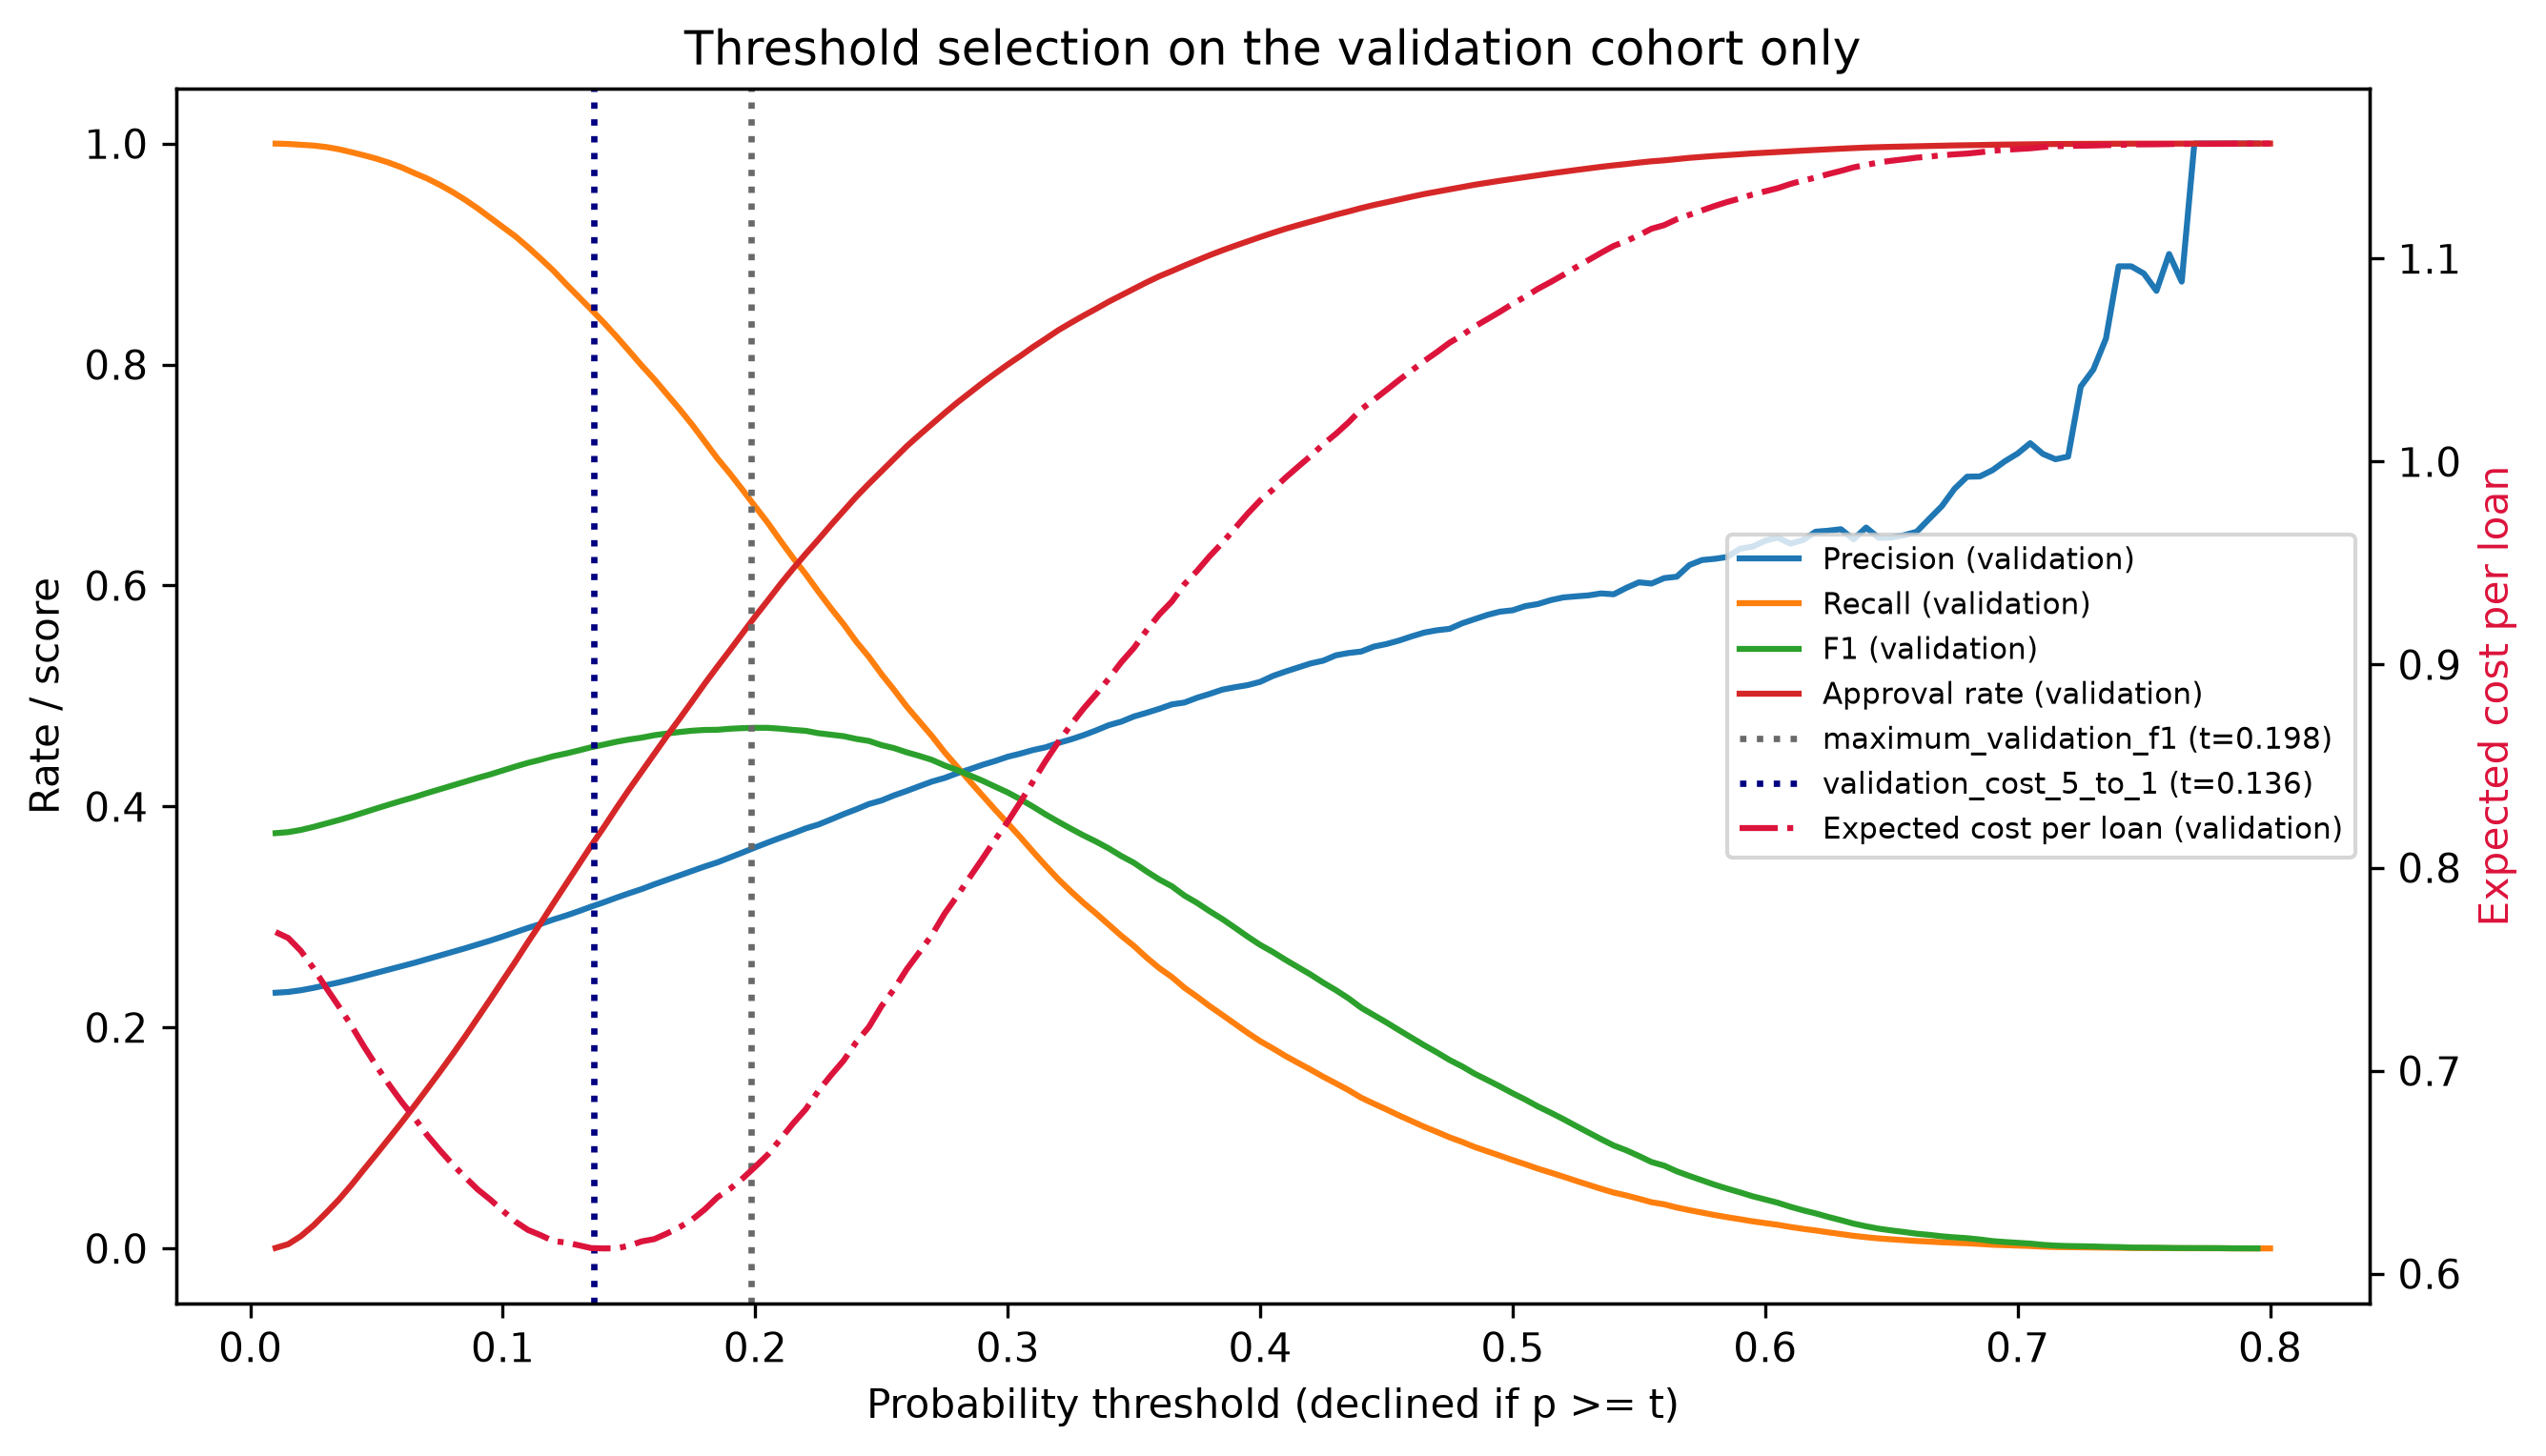 Threshold selection on the validation cohort only
Rate / score
1.0
0.8
0.6
0.4
0.2
0.0
1.1
1.0
0.9
0.8
0.7
0.6
Expected cost per loan
Precision (validation)
Recall (validation)
F1 (validation)
Approval rate (validation)
maximum_validation_f1 (t=0.198)
validation_cost_5_to_1 (t=0.136)
Expected cost per loan (validation)
0.0 0.1 0.2 0.3 0.4 0.5 0.6 0.7 0.8
Probability threshold (declined if p >= t)